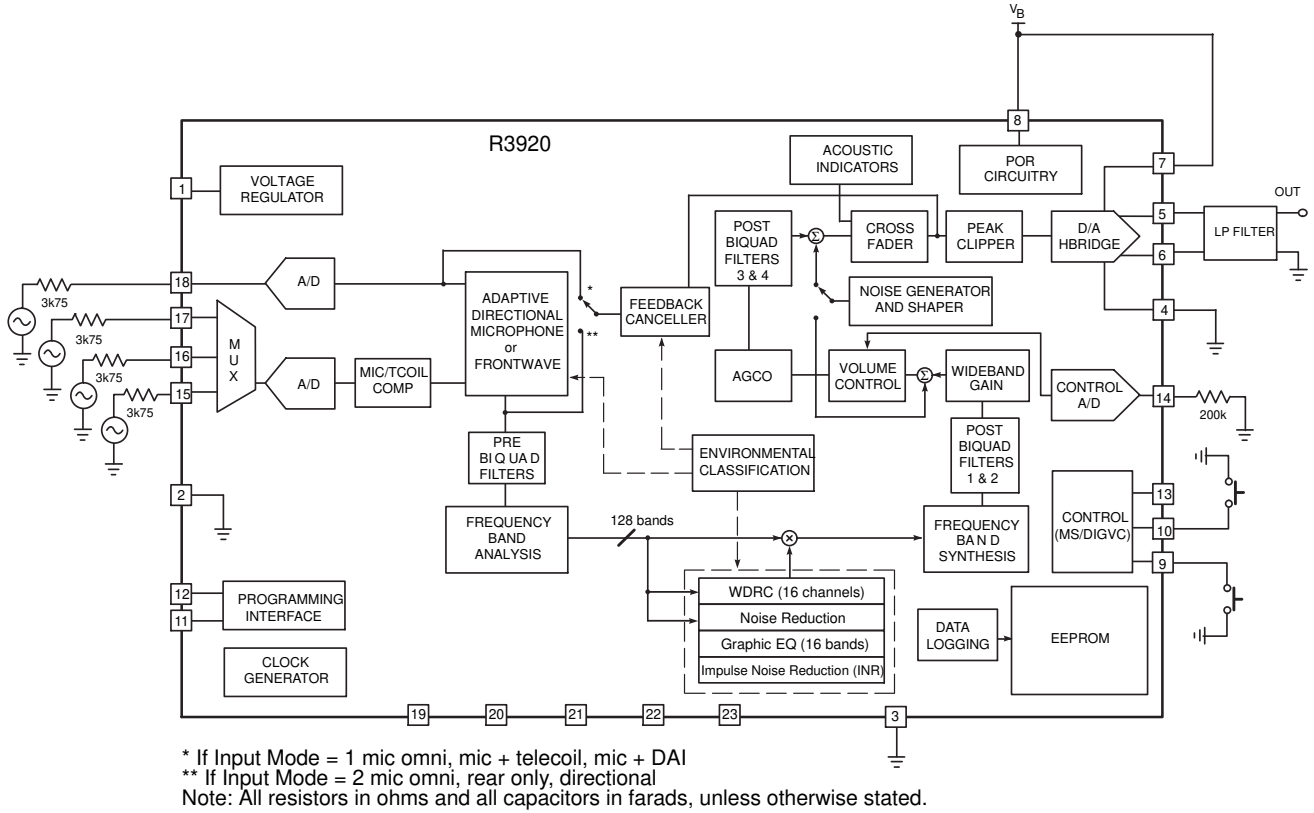 VB
8
R3920
ACOUSTIC
INDICATORS
POR
CIRCUITRY
7
1
VOLTAGE
REGULATOR
OUT
5
LP FILTER
6
POST
BIQUAD
FILTERS
3 & 4
Σ
CROSS
FADER
PEAK
CLIPPER
D/A
HBRIDGE
18
A/D
3k75
17
3k75
16
3k75
15
3k75
M
U
X
A/D
MIC/TCOIL
COMP
ADAPTIVE
DIRECTIONAL
MICROPHONE
or
FRONTWAVE
*
**
FEEDBACK
CANCELLER
NOISE GENERATOR
AND SHAPER
4
AGCO
VOLUME
CONTROL
Σ
WIDEBAND
GAIN
CONTROL
A/D
14
200k
PRE
BIQUAD
FILTERS
ENVIRONMENTAL
CLASSIFICATION
POST
BIQUAD
FILTERS
1 & 2
2
FREQUENCY
BAND
ANALYSIS
128 bands
×
FREQUENCY
BAND
SYNTHESIS
CONTROL
(MS/DIGVC)
13
10
9
12
11
PROGRAMMING
INTERFACE
WDRC (16 channels)
Noise Reduction
Graphic EQ (16 bands)
Impulse Noise Reduction (INR)
DATA
LOGGING
EEPROM
CLOCK
GENERATOR
19
20
21
22
23
3
* If Input Mode = 1 mic omni, mic + telecoil, mic + DAI
** If Input Mode = 2 mic omni, rear only, directional
Note: All resistors in ohms and all capacitors in farads, unless otherwise stated.